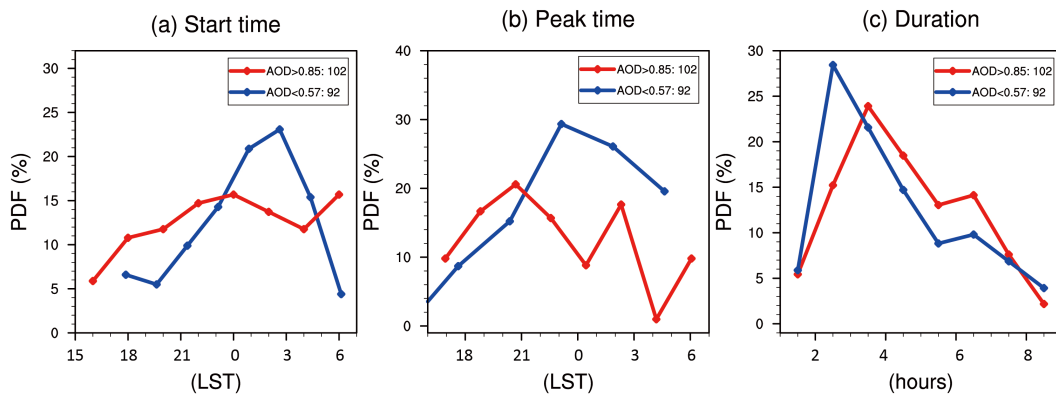 (a) Start time
PDF (%)
30
25
20
15
10
5
0
AOD>0.85: 102
AOD<0.57: 92
15 18 21 0 3 6
(LST)
(b) Peak time
PDF (%)
40
30
20
10
0
AOD>0.85: 102
AOD<0.57: 92
18 21 0 3 6
(LST)
(c) Duration
PDF (%)
30
25
20
15
10
5
0
AOD>0.85: 102
AOD<0.57: 92
2 4 6 8
(hours)